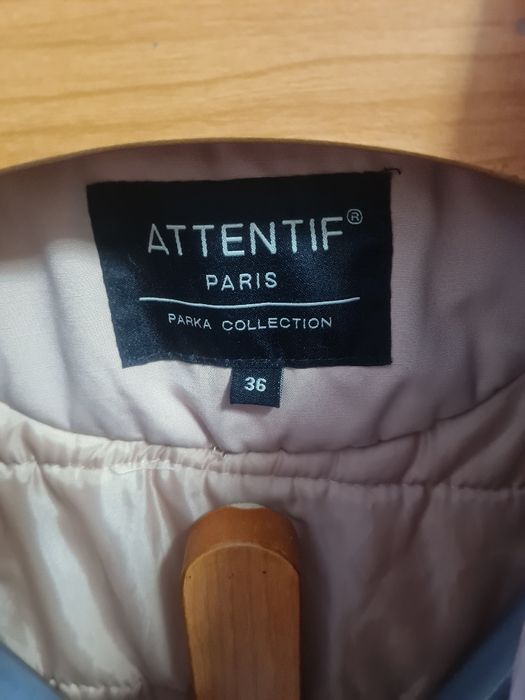 ATTENTIF®
PARIS
PARKA COLLECTION
36